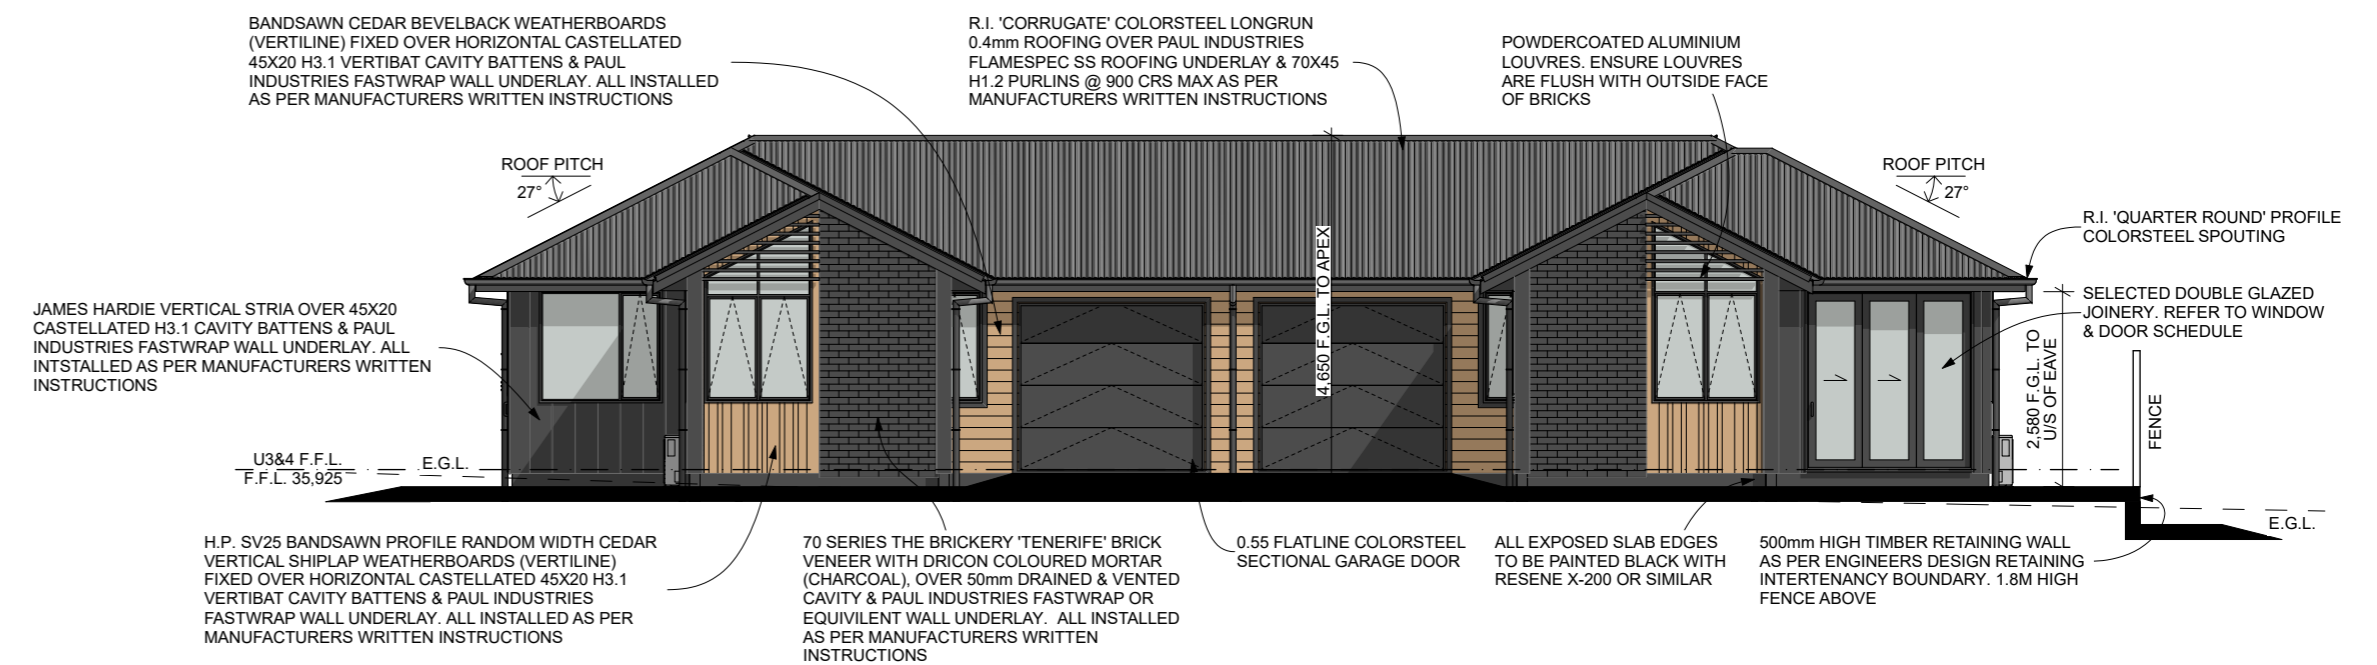 BANDSAWN CEDAR BEVELBACK WEATHERBOARDS
(VERTILINE) FIXED OVER HORIZONTAL CASTELLATED
45X20 H3.1 VERTIBAT CAVITY BATTENS & PAUL
INDUSTRIES FASTWRAP WALL UNDERLAY. ALL INSTALLED
AS PER MANUFACTURERS WRITTEN INSTRUCTIONS
R.I. 'CORRUGATE' COLORSTEEL LONGRUN
0.4mm ROOFING OVER PAUL INDUSTRIES
FLAMESPEC SS ROOFING UNDERLAY & 70X45
H1.2 PURLINS @ 900 CRS MAX AS PER
MANUFACTURERS WRITTEN INSTRUCTIONS
POWDERCOATED ALUMINIUM
LOUVRES. ENSURE LOUVRES
ARE FLUSH WITH OUTSIDE FACE
OF BRICKS
ROOF PITCH
27°
ROOF PITCH
27°
R.I. 'QUARTER ROUND' PROFILE
COLORSTEEL SPOUTING
4,650 F.G.L. TO APEX
JAMES HARDIE VERTICAL STRIA OVER 45X20
CASTELLATED H3.1 CAVITY BATTENS & PAUL
INDUSTRIES FASTWRAP WALL UNDERLAY. ALL
INTSTALLED AS PER MANUFACTURERS WRITTEN
INSTRUCTIONS
SELECTED DOUBLE GLAZED
JOINERY. REFER TO WINDOW
& DOOR SCHEDULE
2,580 F.G.L. TO
U/S OF EAVE
FENCE
U3&4 F.F.L.
F.F.L. 35,925
E.G.L.
E.G.L.
H.P. SV25 BANDSAWN PROFILE RANDOM WIDTH CEDAR
VERTICAL SHIPLAP WEATHERBOARDS (VERTILINE)
FIXED OVER HORIZONTAL CASTELLATED 45X20 H3.1
VERTIBAT CAVITY BATTENS & PAUL INDUSTRIES
FASTWRAP WALL UNDERLAY. ALL INSTALLED AS PER
MANUFACTURERS WRITTEN INSTRUCTIONS
70 SERIES THE BRICKERY 'TENERIFE' BRICK
VENEER WITH DRICON COLOURED MORTAR
(CHARCOAL), OVER 50mm DRAINED & VENTED
CAVITY & PAUL INDUSTRIES FASTWRAP OR
EQUIVILENT WALL UNDERLAY. ALL INSTALLED
AS PER MANUFACTURERS WRITTEN
INSTRUCTIONS
0.55 FLATLINE COLORSTEEL
SECTIONAL GARAGE DOOR
ALL EXPOSED SLAB EDGES
TO BE PAINTED BLACK WITH
RESENE X-200 OR SIMILAR
500mm HIGH TIMBER RETAINING WALL
AS PER ENGINEERS DESIGN RETAINING
INTERTENANCY BOUNDARY. 1.8M HIGH
FENCE ABOVE